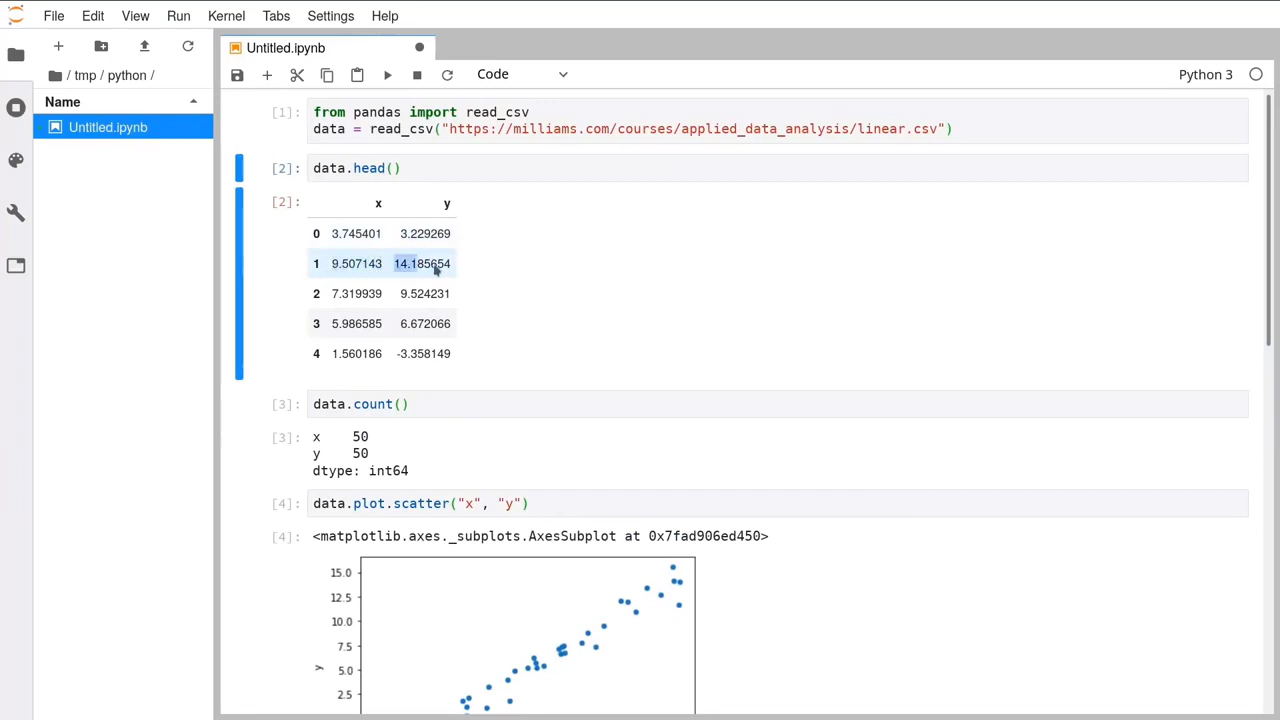 File Edit View Run Kernel Tabs Settings Help
Untitled.ipynb
/ tmp / python /
Code
Python 3
Name
Untitled.ipynb
[1]: from pandas import read_csv
data = read_csv("https://milliams.com/courses/applied_data_analysis/linear.csv")
[2]: data.head()
[2]: x y
0 3.745401 3.229269
1 9.507143 14.185654
2 7.319939 9.524231
3 5.986585 6.672066
4 1.560186 -3.358149
[3]: data.count()
[3]: x 50
y 50
dtype: int64
[4]: data.plot.scatter("x", "y")
[4]: <matplotlib.axes._subplots.AxesSubplot at 0x7fad906ed450>
15.0
12.5
10.0
7.5
5.0
2.5
y